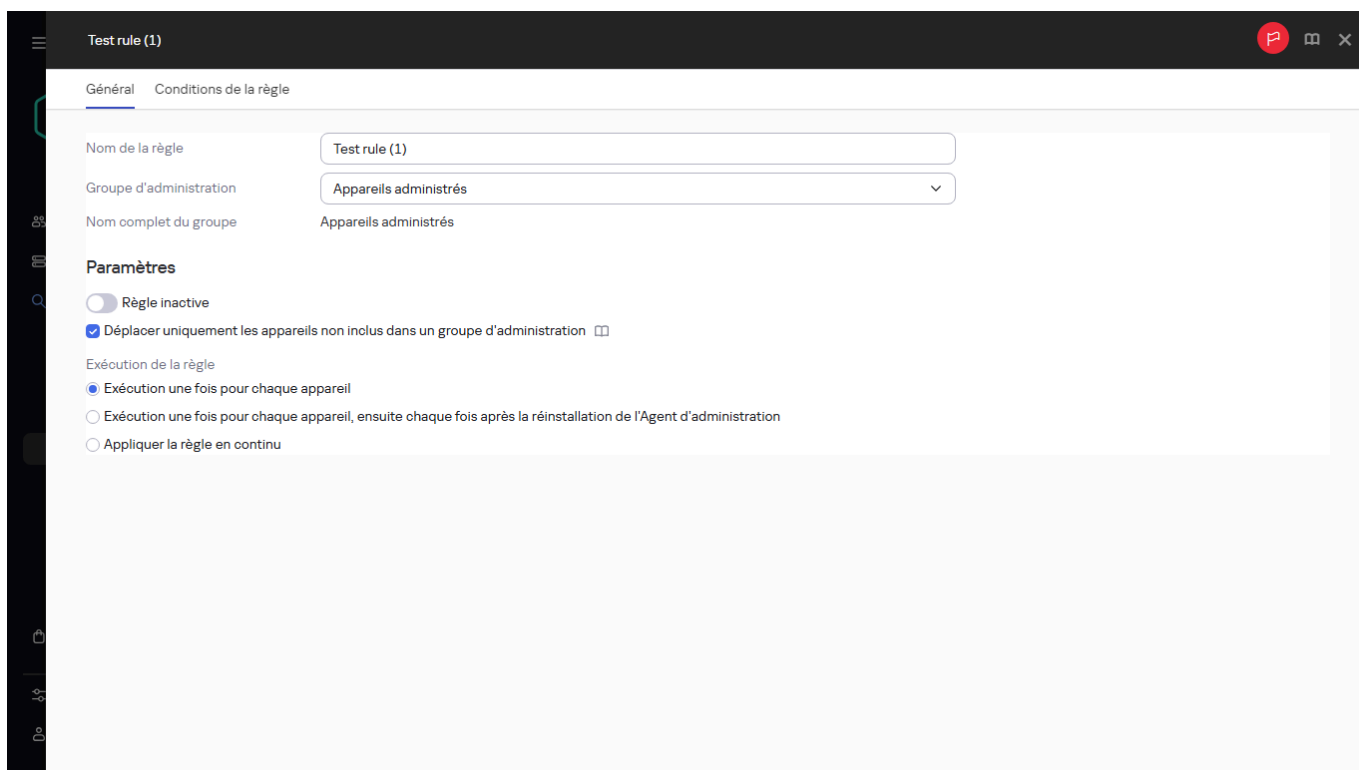 Test rule (1)
Général Conditions de la règle
Nom de la règle Test rule (1)
Groupe d'administration Appareils administrés
Nom complet du groupe Appareils administrés
Paramètres
Règle inactive
Déplacer uniquement les appareils non inclus dans un groupe d'administration
Exécution de la règle
Exécution une fois pour chaque appareil
Exécution une fois pour chaque appareil, ensuite chaque fois après la réinstallation de l'Agent d'administration
Appliquer la règle en continu